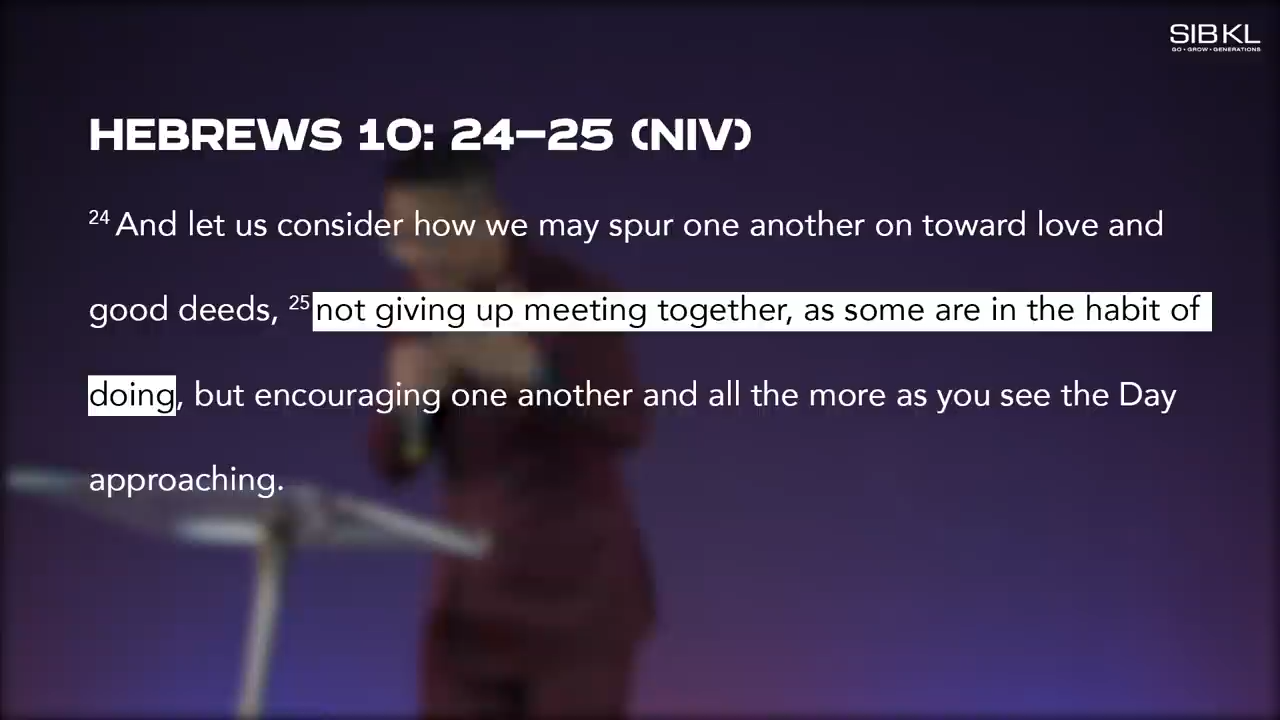 SIBKL
GO • GROW • GENERATIONS
HEBREWS 10: 24–25 (NIV)
24 And let us consider how we may spur one another on toward love and
good deeds, 25 not giving up meeting together, as some are in the habit of
doing, but encouraging one another and all the more as you see the Day
approaching.